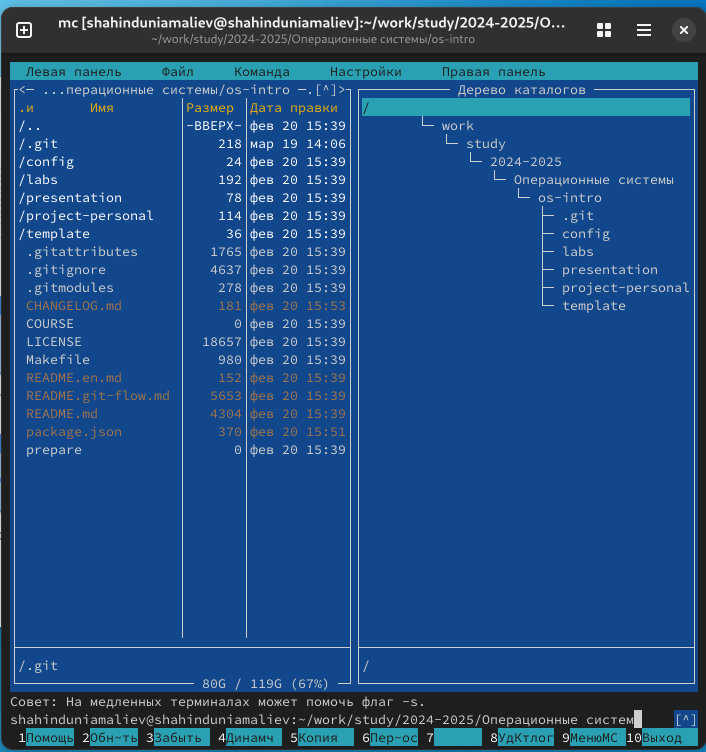 mc [shahinduniamaliev@shahinduniamaliev]:~/work/study/2024-2025/О...
~/work/study/2024-2025/Операционные системы/os-intro
Левая панель Файл Команда Настройки Правая панель
<— ...перационные системы/os-intro —.[^]>
Дерево каталогов
.и Имя Размер Дата правки
/.. -ВВЕРХ- фев 20 15:39
/.git 218 мар 19 14:06
/config 24 фев 20 15:39
/labs 192 фев 20 15:39
/presentation 78 фев 20 15:39
/project-personal 114 фев 20 15:39
/template 36 фев 20 15:39
.gitattributes 1765 фев 20 15:39
.gitignore 4637 фев 20 15:39
.gitmodules 278 фев 20 15:39
CHANGELOG.md 181 фев 20 15:53
COURSE 0 фев 20 15:39
LICENSE 18657 фев 20 15:39
Makefile 980 фев 20 15:39
README.en.md 152 фев 20 15:39
README.git-flow.md 5653 фев 20 15:39
README.md 4304 фев 20 15:39
package.json 370 фев 20 15:51
prepare 0 фев 20 15:39
/.git
80G / 119G (67%)
/
work
study
2024-2025
Операционные системы
os-intro
.git
config
labs
presentation
project-personal
template
/
Совет: На медленных терминалах может помочь флаг -s.
shahinduniamaliev@shahinduniamaliev:~/work/study/2024-2025/Операционные систем [^]
1Помощь 2Обн~ть 3Забыть 4Динамч 5Копия 6Пер~ос 7 8УдКтлог 9МенюМС 10Выход